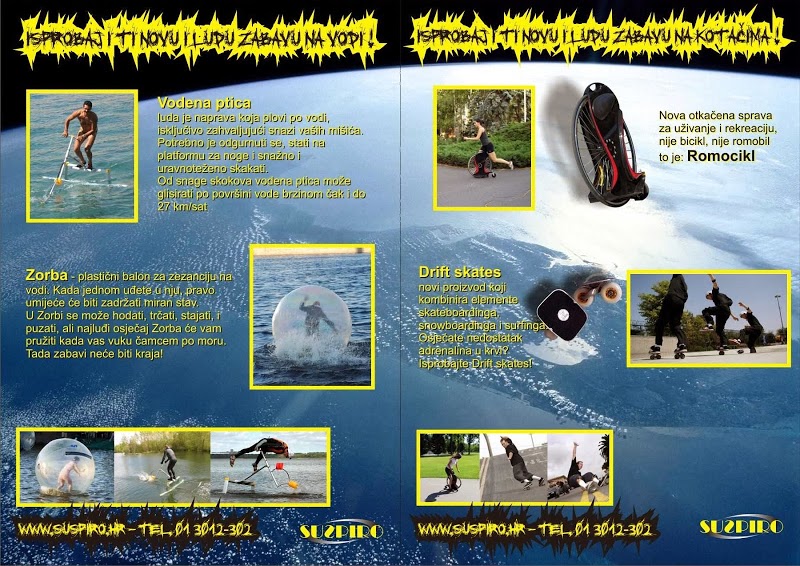 ISPROBAJ I TI NOVU I LUDU ZABAVU NA VODI !
Vodena ptica
luda je naprava koja plovi po vodi,
isključivo zahvaljujući snazi vaših mišića.
Potrebno je odgurnuti se, stati na
platformu za noge i snažno i
uravnoteženo skakati.
Od snage skokova vodena ptica može
glisirati po površini vode brzinom čak i do
27 km/sat
Zorba - plastični balon za zezanciju na
vodi. Kada jednom uđete u nju, pravo
umijeće će biti zadržati miran stav.
U Zorbi se može hodati, trčati, stajati, i
puzati, ali najluđi osjećaj Zorba će vam
pružiti kada vas vuku čamcem po moru.
Tada zabavi neće biti kraja!
WWW.SUSPIRO.HR - TEL. 01 3012-302
SUSPIRO
ISPROBAJ I TI NOVU I LUDU ZABAVU NA KOTAČIMA !
Nova otkačena sprava
za uživanje i rekreaciju,
nije bicikl, nije romobil
to je: Romocikl
Drift skates
novi proizvod koji
kombinira elemente
skateboardinga,
snowboardinga i surfinga.
Osjećate nedostatak
adrenalina u krvi?
Isprobajte Drift skates!
WWW.SUSPIRO.HR - TEL. 01 3012-302
SUSPIRO